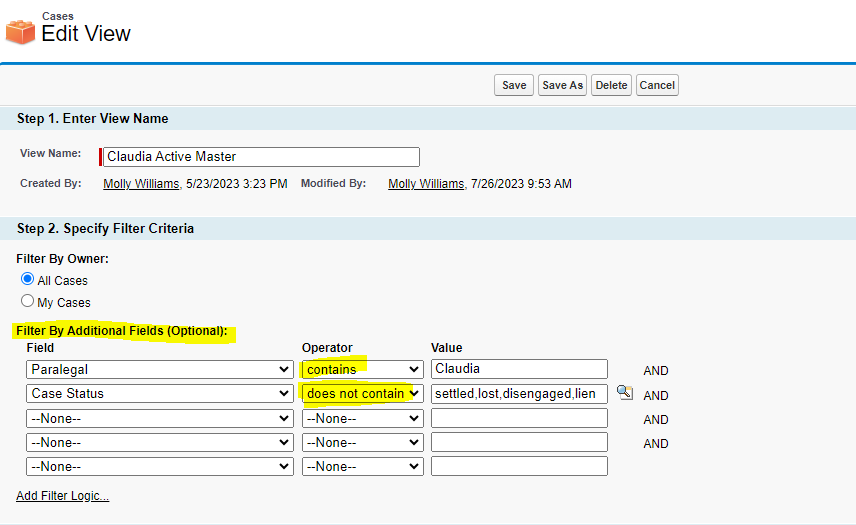 Cases
Edit View
Save Save As Delete Cancel
Step 1. Enter View Name
View Name: Claudia Active Master
Created By: Molly Williams, 5/23/2023 3:23 PM Modified By: Molly Williams, 7/26/2023 9:53 AM
Step 2. Specify Filter Criteria
Filter By Owner:
All Cases
My Cases
Filter By Additional Fields (Optional):
Field Operator Value
Paralegal contains Claudia AND
Case Status does not contain settled,lost,disengaged,lien AND
--None-- --None-- AND
--None-- --None-- AND
--None-- --None--
Add Filter Logic...